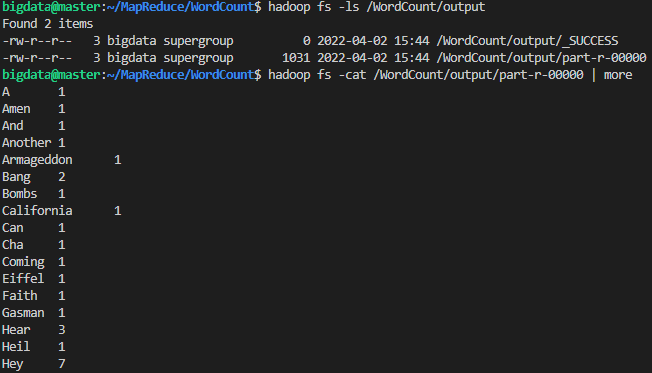 bigdata@master:~/MapReduce/WordCount$ hadoop fs -ls /WordCount/output
Found 2 items
-rw-r--r--   3 bigdata supergroup          0 2022-04-02 15:44 /WordCount/output/_SUCCESS
-rw-r--r--   3 bigdata supergroup       1031 2022-04-02 15:44 /WordCount/output/part-r-00000
bigdata@master:~/MapReduce/WordCount$ hadoop fs -cat /WordCount/output/part-r-00000 | more
A       1
Amen    1
And     1
Another 1
Armageddon      1
Bang    2
Bombs   1
California      1
Can     1
Cha     1
Coming  1
Eiffel  1
Faith   1
Gasman  1
Hear    3
Heil    1
Hey     7